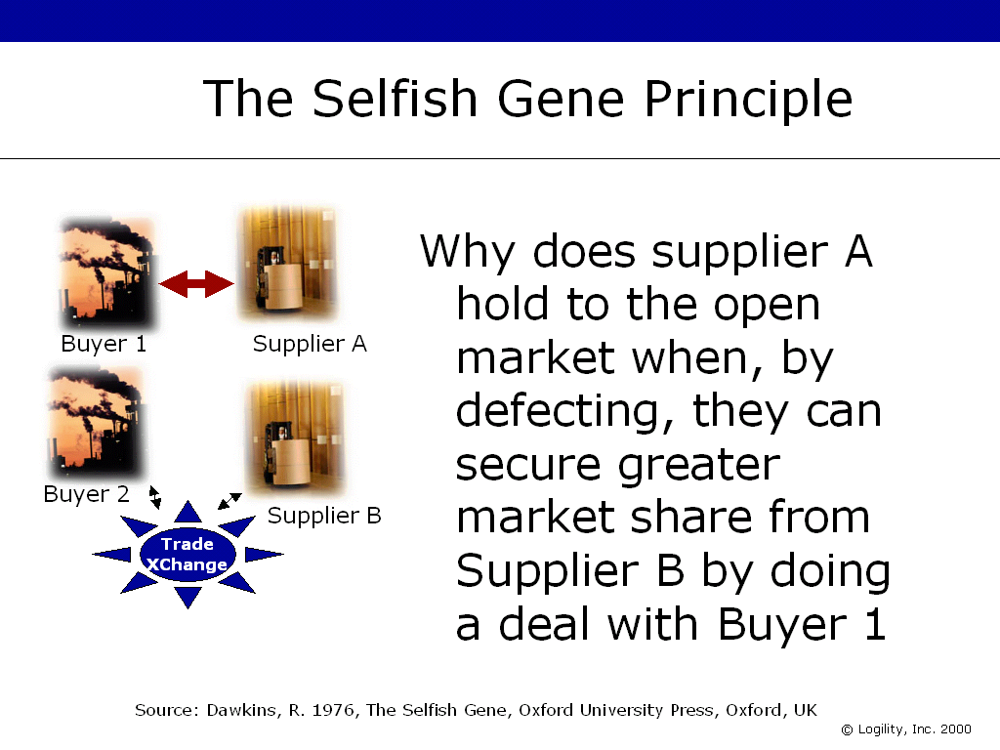 The Selfish Gene Principle
Buyer 1
Supplier A
Buyer 2
Supplier B
Trade
XChange
Why does supplier A
hold to the open
market when, by
defecting, they can
secure greater
market share from
Supplier B by doing
a deal with Buyer 1
Source: Dawkins, R. 1976, The Selfish Gene, Oxford University Press, Oxford, UK
© Logility, Inc. 2000